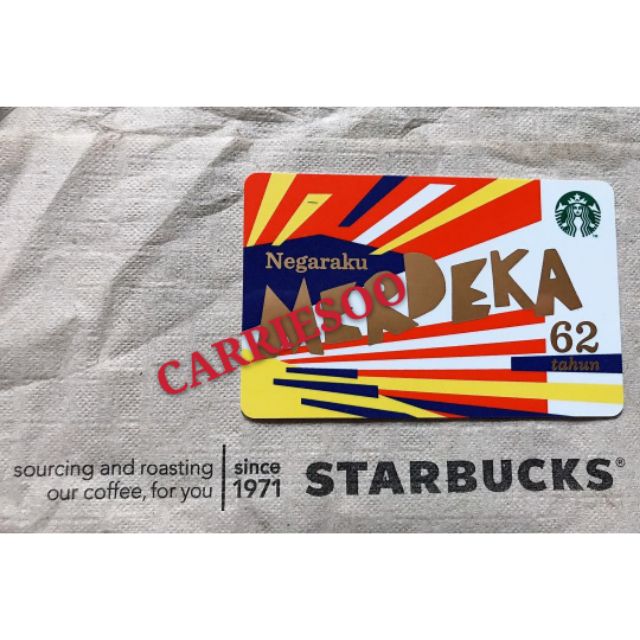 Negaraku
MERDEKA
62
tahun
CARRIESOO
sourcing and roasting
our coffee, for you
since
1971
STARBUCKS®